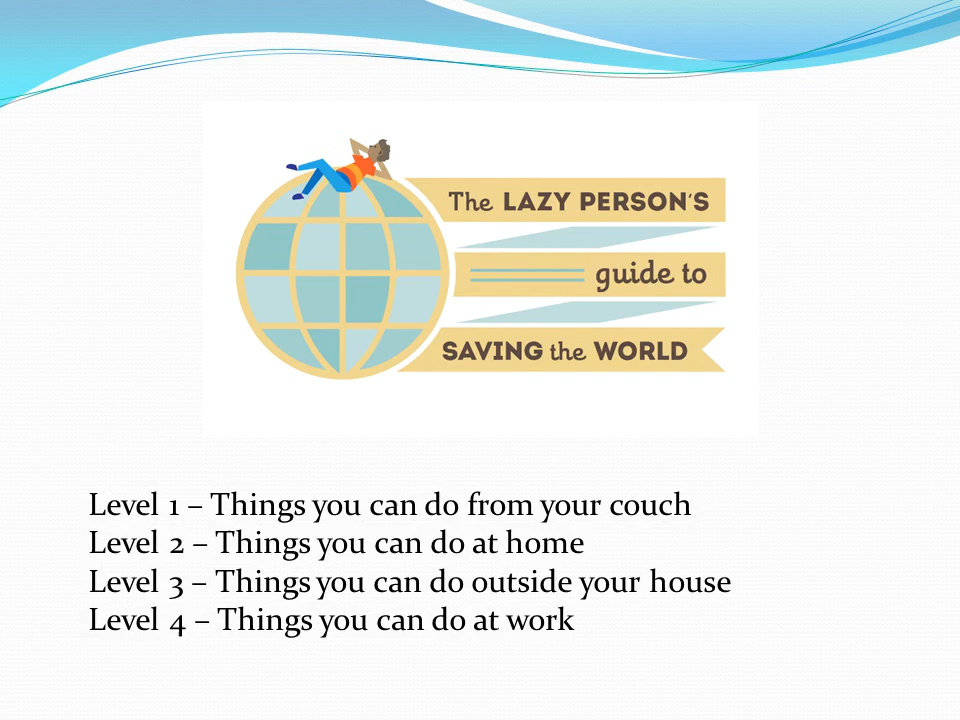 The LAZY PERSON'S
guide to
SAVING the WORLD
Level 1 – Things you can do from your couch
Level 2 – Things you can do at home
Level 3 – Things you can do outside your house
Level 4 – Things you can do at work